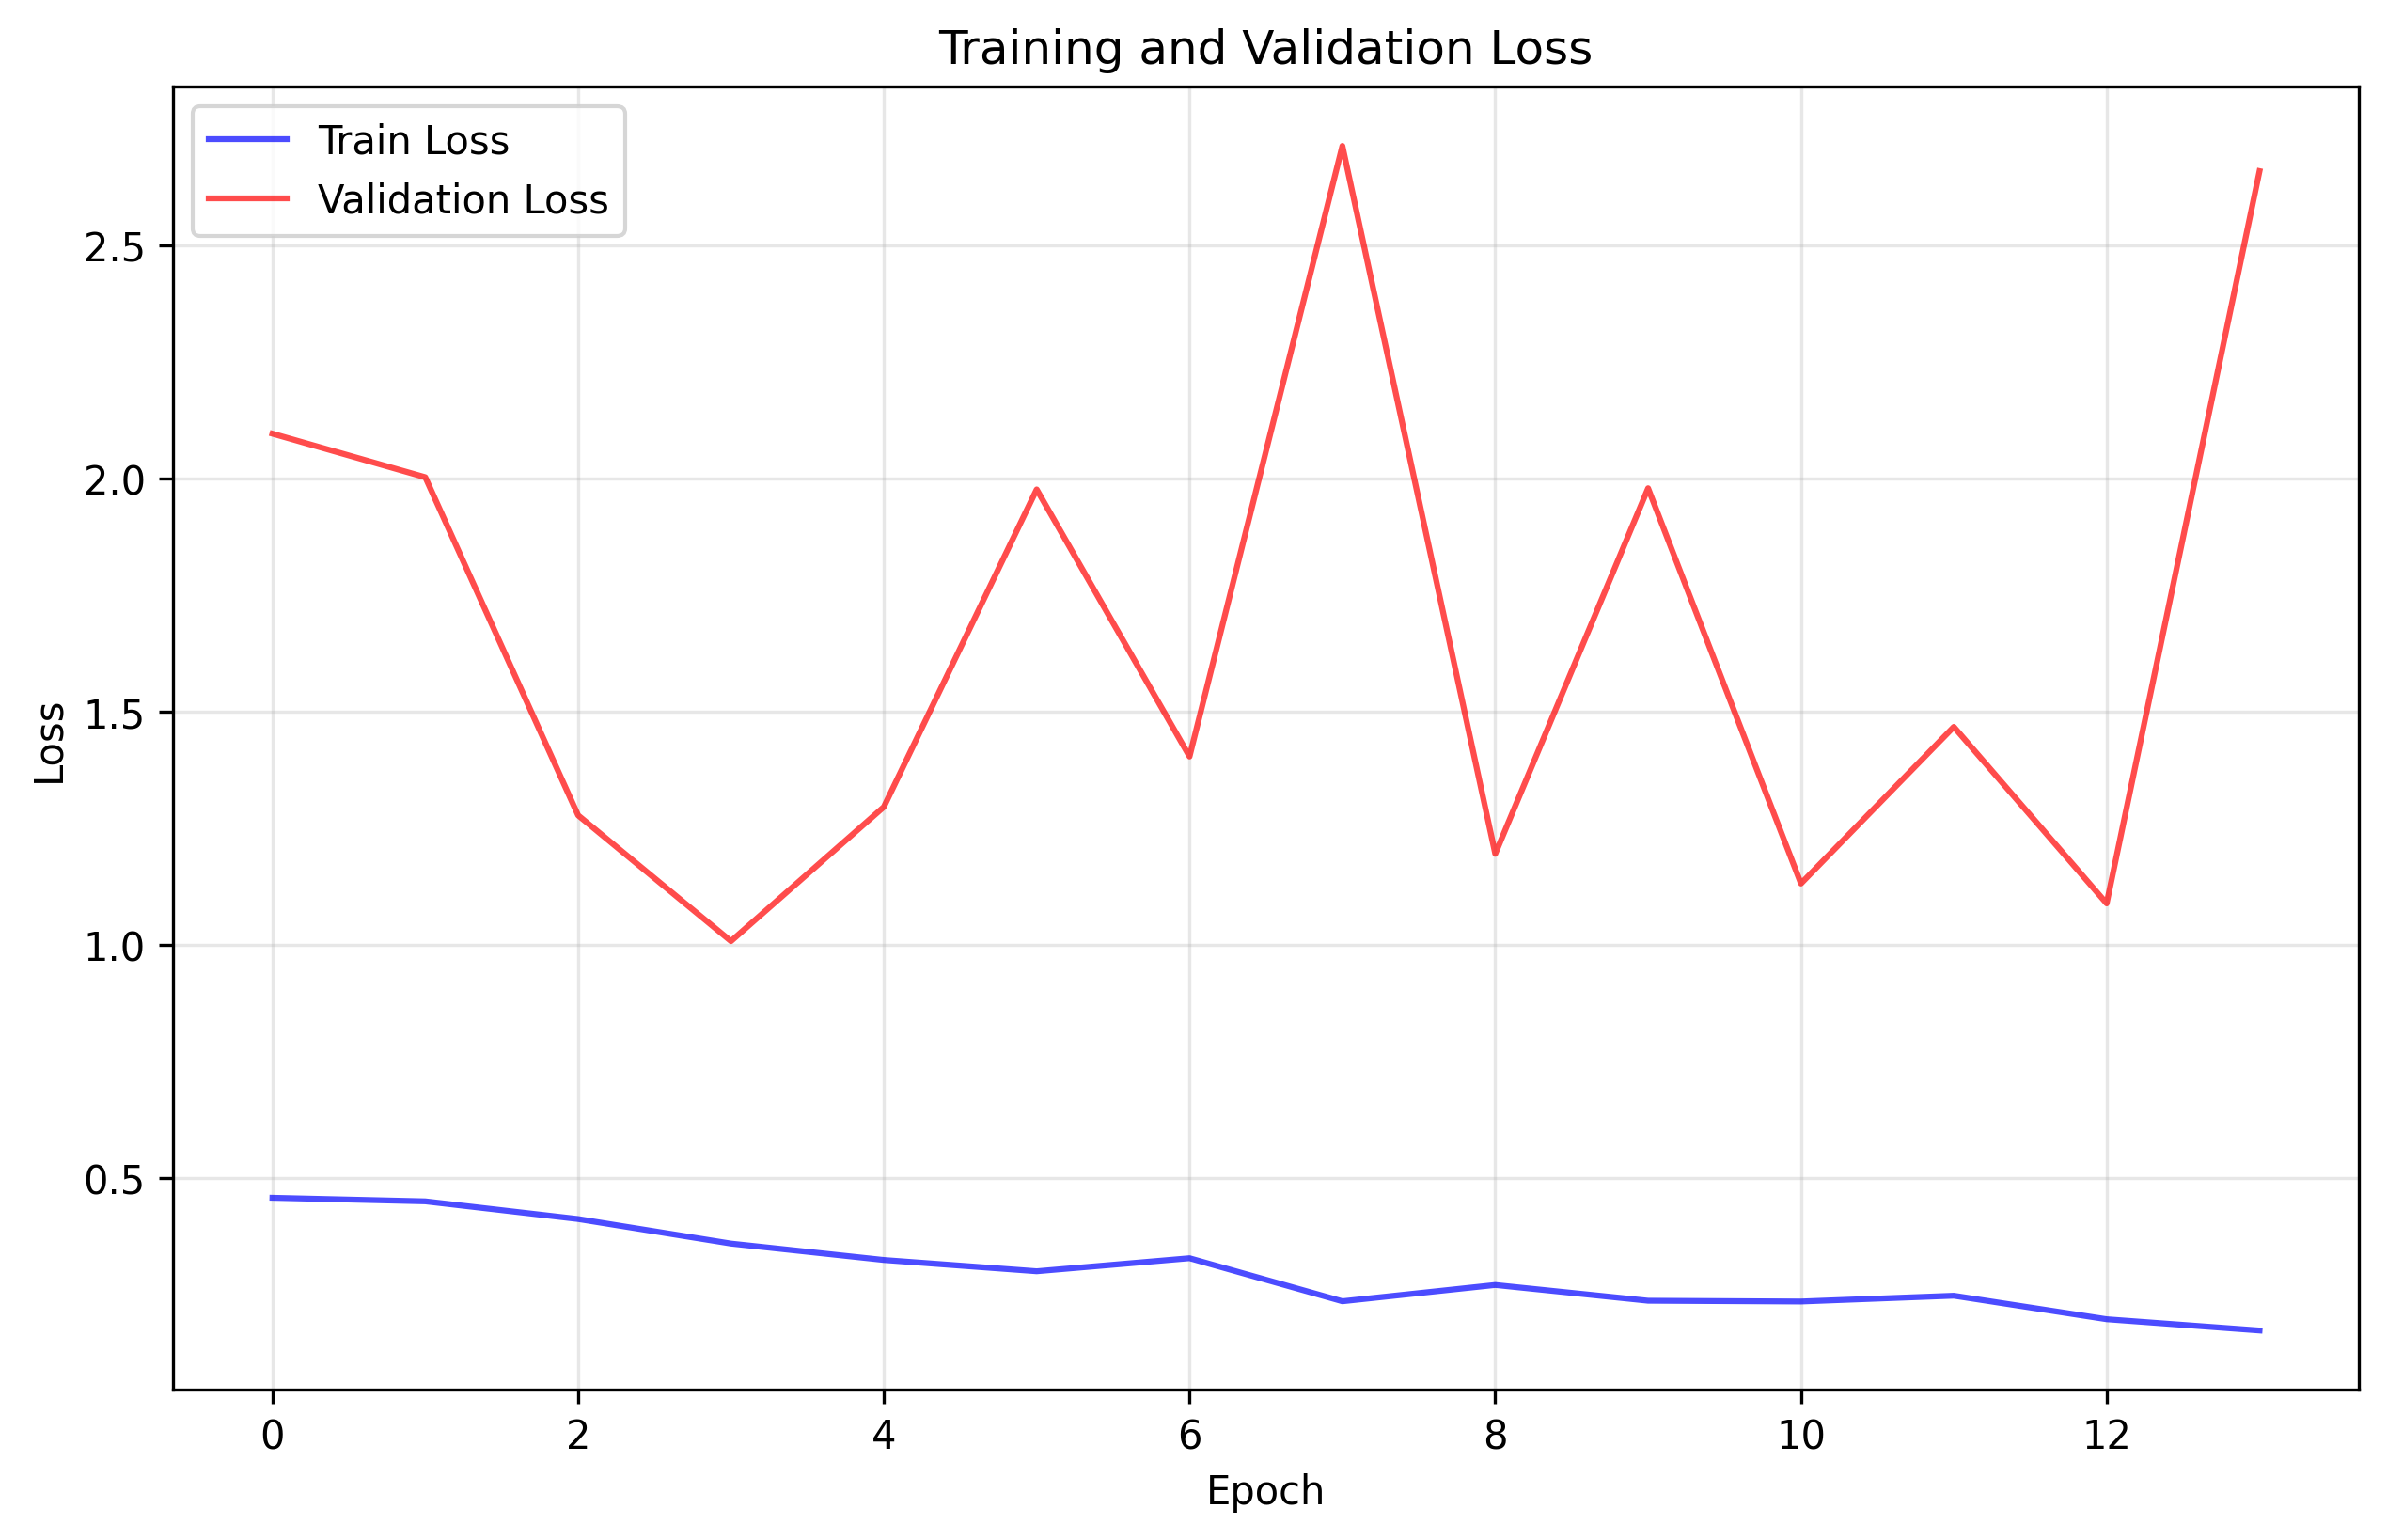 Training and Validation Loss
Train Loss
Validation Loss
2.5
2.0
1.5
1.0
0.5
Loss
0 2 4 6 8 10 12
Epoch